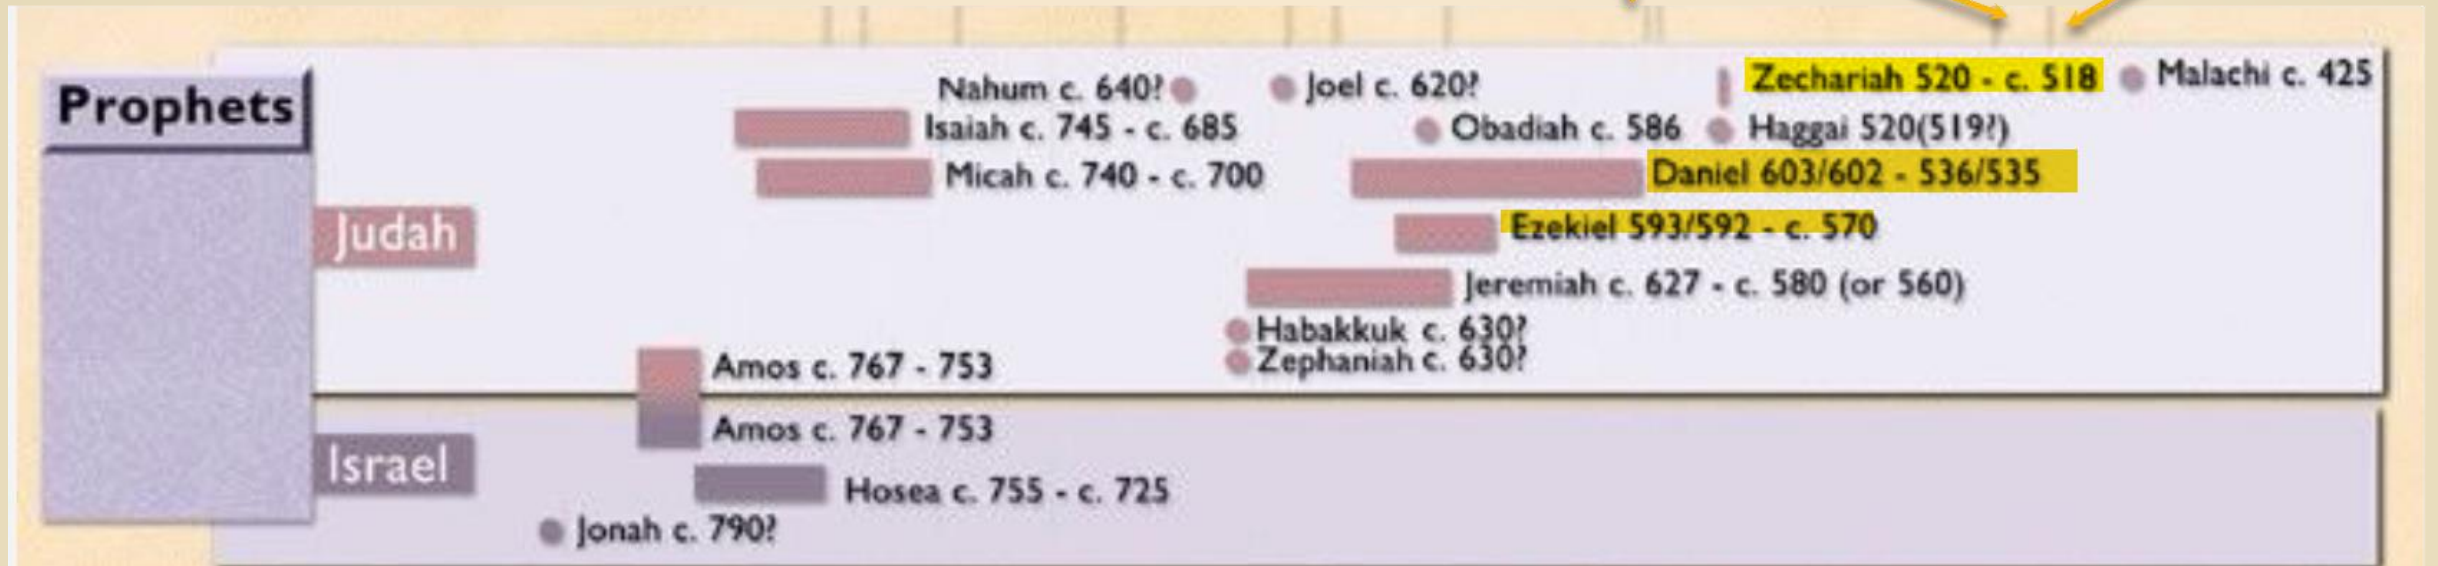 Prophets
Judah
Nahum c. 640?
Joel c. 620?
Zechariah 520 - c. 518
Malachi c. 425
Isaiah c. 745 - c. 685
Obadiah c. 586
Haggai 520(519?)
Micah c. 740 - c. 700
Daniel 603/602 - 536/535
Ezekiel 593/592 - c. 570
Jeremiah c. 627 - c. 580 (or 560)
Habakkuk c. 630?
Zephaniah c. 630?
Amos c. 767 - 753
Israel
Amos c. 767 - 753
Hosea c. 755 - c. 725
Jonah c. 790?